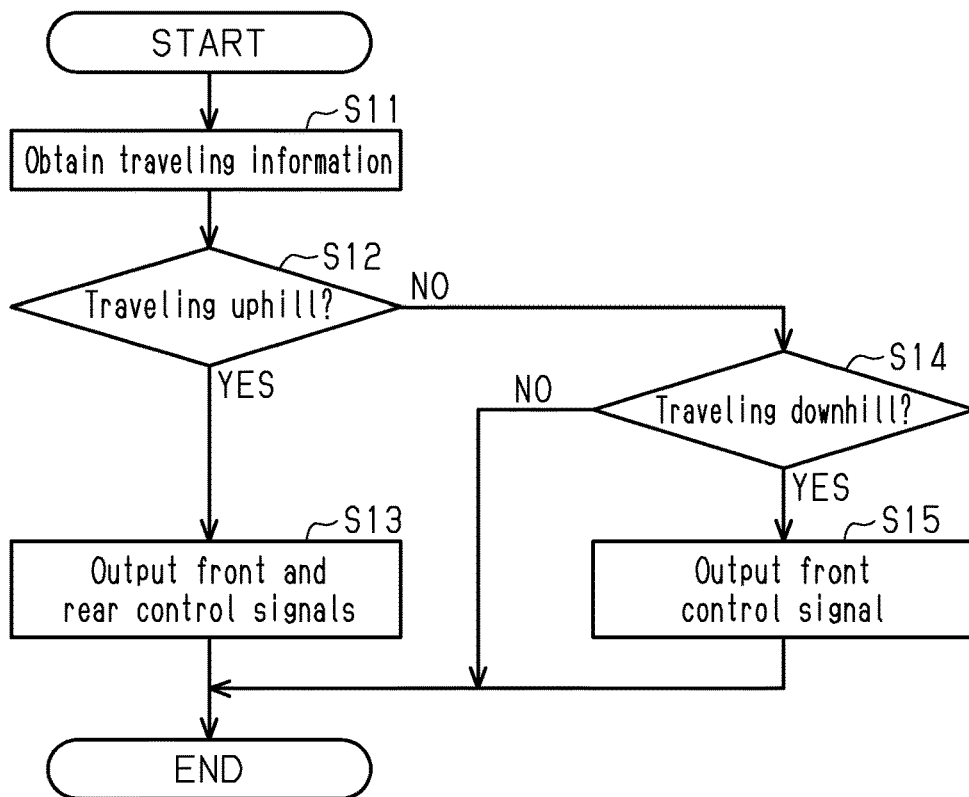 START
S11
Obtain traveling information
S12
Traveling uphill?
NO
YES
S14
Traveling downhill?
NO
YES
S13
Output front and
rear control signals
S15
Output front
control signal
END